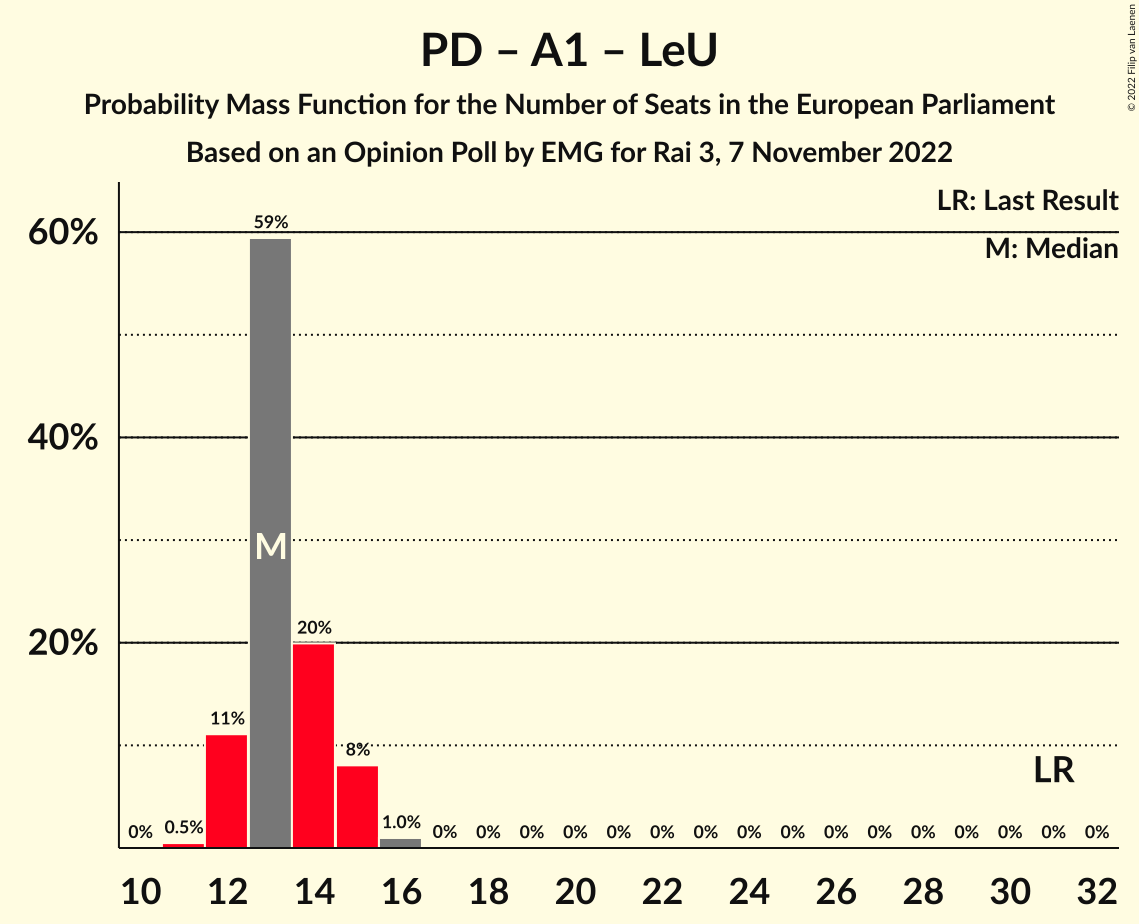 PD – A1 – LeU
Probability Mass Function for the Number of Seats in the European Parliament
Based on an Opinion Poll by EMG for Rai 3, 7 November 2022
© 2022 Filip van Laenen
LR: Last Result
M: Median
60%
40%
20%
0%
0.5%
11%
59%
M
20%
8%
1.0%
0% 0% 0% 0% 0% 0% 0% 0% 0% 0% 0% 0% 0% 0% 0% 0%
LR
10 12 14 16 18 20 22 24 26 28 30 32